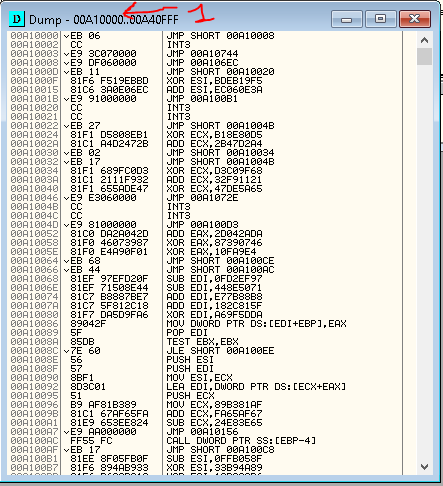 Dump - 00A10000..00A40FFF
1
00A10000 EB 06 JMP SHORT 00A10008
00A10002 CC INT3
00A10003 E9 3C070000 JMP 00A10744
00A10008 E9 DF060000 JMP 00A106EC
00A1000D EB 11 JMP SHORT 00A10020
00A1000F 81F6 F519EBBD XOR ESI,BDEB19F5
00A10015 81C6 3A0E06EC ADD ESI,EC060E3A
00A1001B E9 91000000 JMP 00A100B1
00A10020 CC INT3
00A10021 CC INT3
00A10022 EB 27 JMP SHORT 00A1004B
00A10024 81F1 D5808EB1 XOR ECX,B18E80D5
00A1002A 81C1 A4D2472B ADD ECX,2B47D2A4
00A10030 EB 02 JMP SHORT 00A10034
00A10032 EB 17 JMP SHORT 00A1004B
00A10034 81F1 689FC0D3 XOR ECX,D3C09F68
00A1003A 81C1 2111F932 ADD ECX,32F91121
00A10040 81F1 655ADE47 XOR ECX,47DE5A65
00A10046 E9 E3060000 JMP 00A1072E
00A1004B CC INT3
00A1004C CC INT3
00A1004D E9 81000000 JMP 00A100D3
00A10052 81C0 DA2A042D ADD EAX,2D042ADA
00A10058 81F0 46073987 XOR EAX,87390746
00A1005E 81F0 E4A90F01 XOR EAX,10FA9E4
00A10064 EB 68 JMP SHORT 00A100CE
00A10066 EB 44 JMP SHORT 00A100AC
00A10068 81EF 97EFD20F SUB EDI,0FD2EF97
00A1006E 81EF 71508E44 SUB EDI,448E5071
00A10074 81C7 B8887BE7 ADD EDI,E77B88B8
00A1007A 81C7 5F812C18 ADD EDI,182C815F
00A10080 81F7 DA5D9FA6 XOR EDI,A69F5DDA
00A10086 89042F MOV DWORD PTR DS:[EDI+EBP],EAX
00A10089 5F POP EDI
00A1008A 85DB TEST EBX,EBX
00A1008C 7E 60 JLE SHORT 00A100EE
00A1008E 56 PUSH ESI
00A1008F 57 PUSH EDI
00A10090 8BF1 MOV ESI,ECX
00A10092 8D3C01 LEA EDI,DWORD PTR DS:[ECX+EAX]
00A10095 51 PUSH ECX
00A10096 B9 AF81B389 MOV ECX,89B381AF
00A1009B 81C1 67AF65FA ADD ECX,FA65AF67
00A100A1 81E9 653EE824 SUB ECX,24E83E65
00A100A7 E9 AA000000 JMP 00A10156
00A100AC FF55 FC CALL DWORD PTR SS:[EBP-4]
00A100AF EB 17 JMP SHORT 00A100C8
00A100B1 81EE 8F05FB0F SUB ESI,0FFB058F
00A100B7 81F6 894AB933 XOR ESI,33B94A89